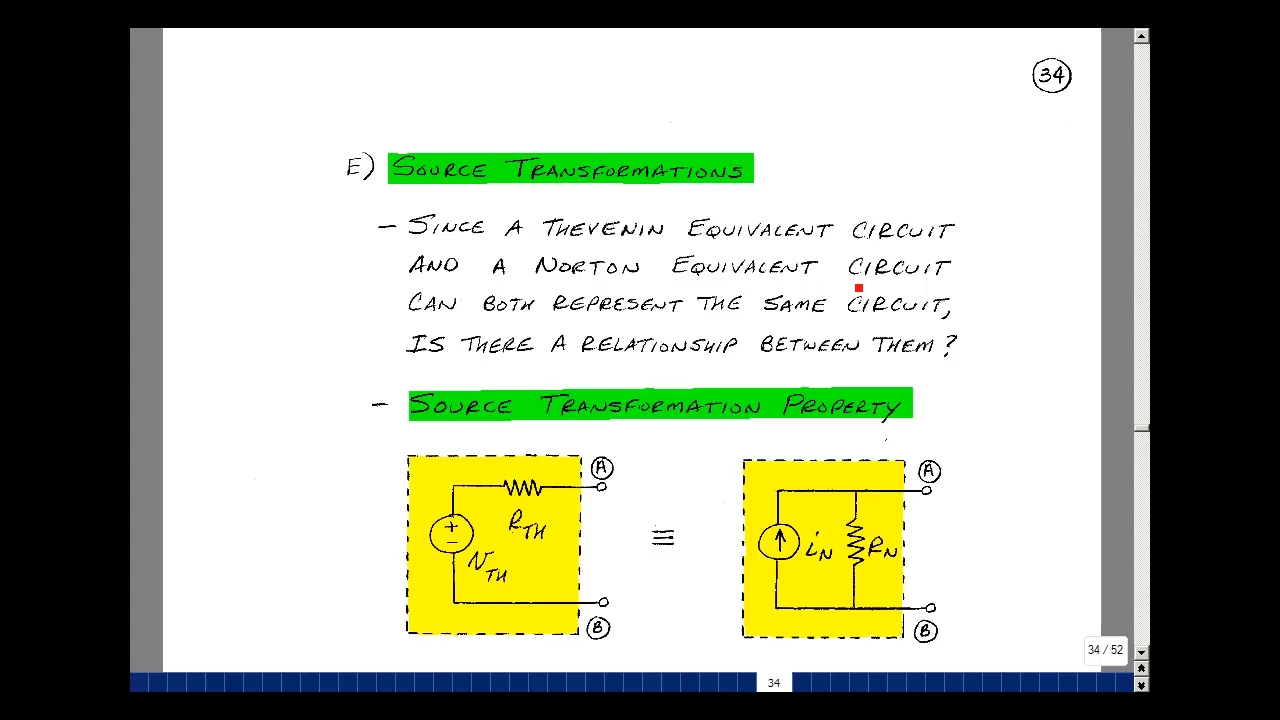 34
E) SOURCE TRANSFORMATIONS
– SINCE A THEVENIN EQUIVALENT CIRCUIT
AND A NORTON EQUIVALENT CIRCUIT
CAN BOTH REPRESENT THE SAME CIRCUIT,
IS THERE A RELATIONSHIP BETWEEN THEM?
– SOURCE TRANSFORMATION PROPERTY
A
A
+
–
R_TH
V_TH
≡
i_N
R_N
B
B
34 / 52
34